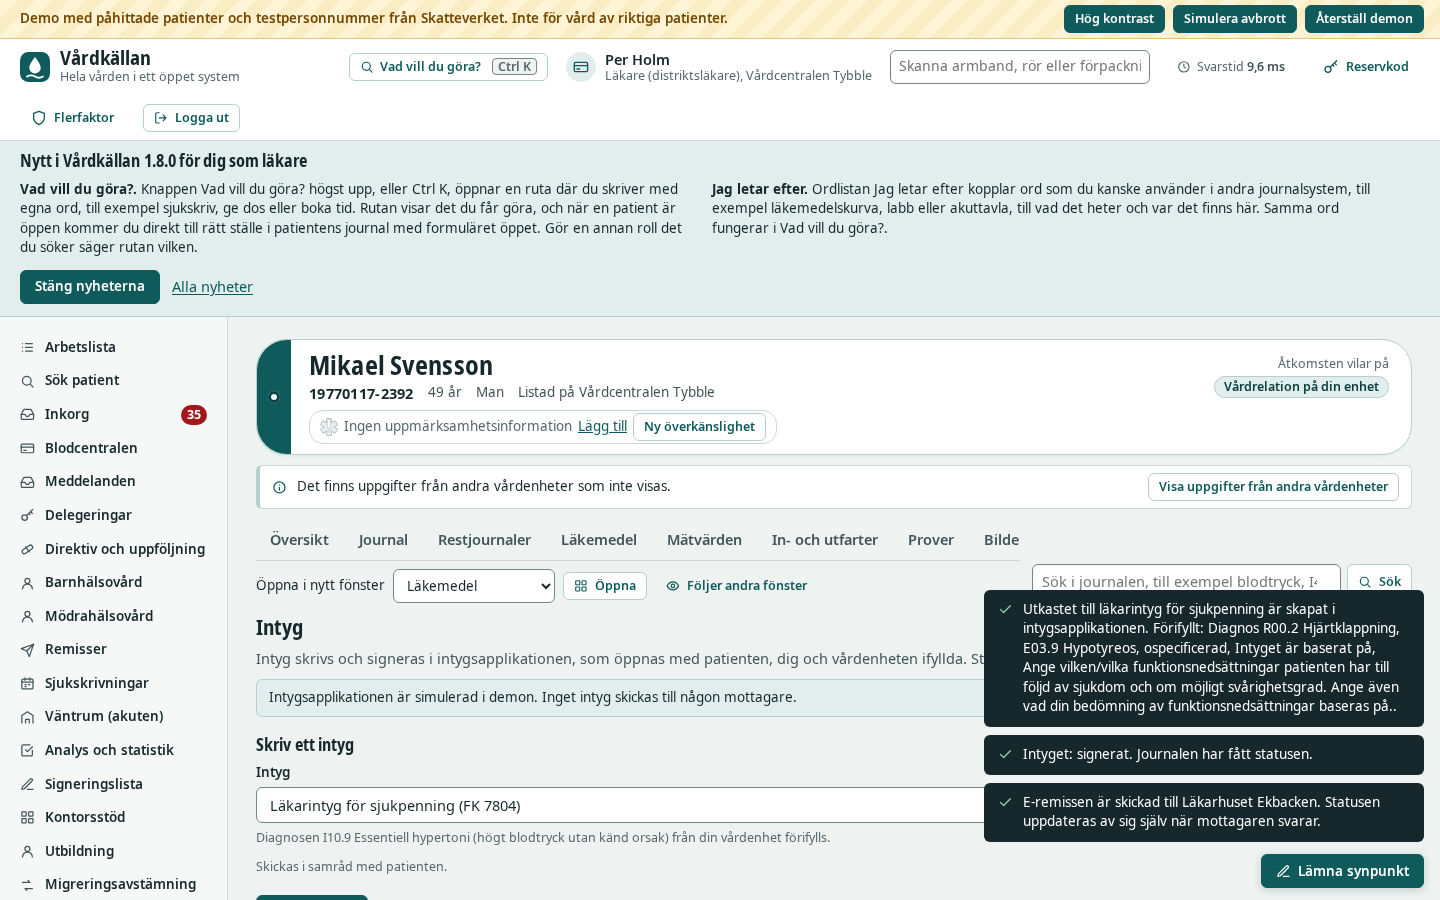 Demo med påhittade patienter och testpersonnummer från Skatteverket. Inte för vård av riktiga patienter.
Hög kontrast
Simulera avbrott
Återställ demon
Vårdkällan
Hela vården i ett öppet system
Vad vill du göra? Ctrl K
Per Holm
Läkare (distriktsläkare), Vårdcentralen Tybble
Skanna armband, rör eller förpackni
Svarstid 9,6 ms
Reservkod
Flerfaktor
Logga ut
Nytt i Vårdkällan 1.8.0 för dig som läkare
Vad vill du göra?. Knappen Vad vill du göra? högst upp, eller Ctrl K, öppnar en ruta där du skriver med
egna ord, till exempel sjukskriv, ge dos eller boka tid. Rutan visar det du får göra, och när en patient är
öppen kommer du direkt till rätt ställe i patientens journal med formuläret öppet. Gör en annan roll det
du söker säger rutan vilken.
Jag letar efter. Ordlistan Jag letar efter kopplar ord som du kanske använder i andra journalsystem, till
exempel läkemedelskurva, labb eller akuttavla, till vad det heter och var det finns här. Samma ord
fungerar i Vad vill du göra?.
Stäng nyheterna
Alla nyheter
Arbetslista
Sök patient
Inkorg 35
Blodcentralen
Meddelanden
Delegeringar
Direktiv och uppföljning
Barnhälsovård
Mödrahälsovård
Remisser
Sjukskrivningar
Väntrum (akuten)
Analys och statistik
Signeringslista
Kontorsstöd
Utbildning
Migreringsavstämning
Mikael Svensson
19770117-2392 49 år Man Listad på Vårdcentralen Tybble
Ingen uppmärksamhetsinformation Lägg till Ny överkänslighet
Åtkomsten vilar på
Vårdrelation på din enhet
Det finns uppgifter från andra vårdenheter som inte visas.
Visa uppgifter från andra vårdenheter
Översikt Journal Restjournaler Läkemedel Mätvärden In- och utfarter Prover Bilde
Öppna i nytt fönster Läkemedel Öppna Följer andra fönster
Sök i journalen, till exempel blodtryck, I4
Sök
Intyg
Intyg skrivs och signeras i intygsapplikationen, som öppnas med patienten, dig och vårdenheten ifyllda. St
Intygsapplikationen är simulerad i demon. Inget intyg skickas till någon mottagare.
Skriv ett intyg
Intyg
Läkarintyg för sjukpenning (FK 7804)
Diagnosen I10.9 Essentiell hypertoni (högt blodtryck utan känd orsak) från din vårdenhet förifylls.
Skickas i samråd med patienten.
Utkastet till läkarintyg för sjukpenning är skapat i
intygsapplikationen. Förifyllt: Diagnos R00.2 Hjärtklappning,
E03.9 Hypotyreos, ospecificerad, Intyget är baserat på,
Ange vilken/vilka funktionsnedsättningar patienten har till
följd av sjukdom och om möjligt svårighetsgrad. Ange även
vad din bedömning av funktionsnedsättningar baseras på..
Intyget: signerat. Journalen har fått statusen.
E-remissen är skickad till Läkarhuset Ekbacken. Statusen
uppdateras av sig själv när mottagaren svarar.
Lämna synpunkt